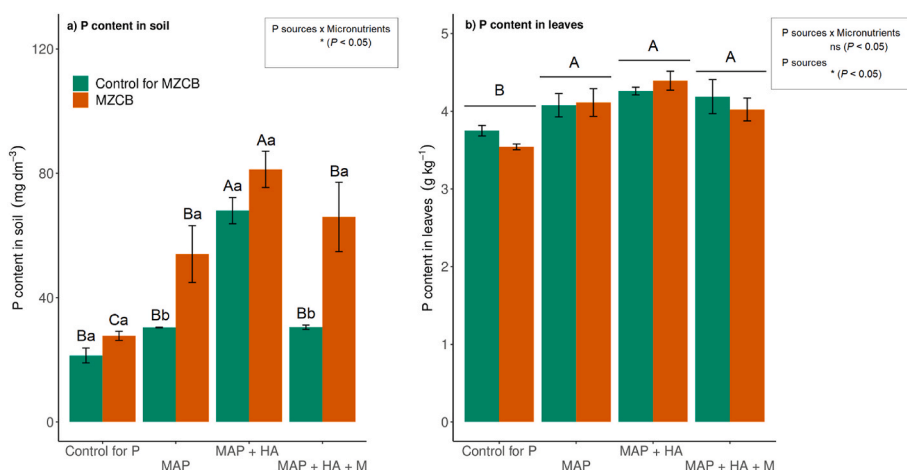 a) P content in soil
P sources x Micronutrients
* (P < 0.05)
120
80
40
0
P content in soil (mg dm−3)
Control for MZCB
MZCB
Ba
Ca
Bb
Ba
Aa
Aa
Bb
Ba
Control for P
MAP
MAP + HA
MAP + HA + M
b) P content in leaves
P sources x Micronutrients
ns (P < 0.05)
P sources
* (P < 0.05)
5
4
3
2
1
0
P content in leaves (g kg−1)
B
A
A
A
Control for P
MAP
MAP + HA
MAP + HA + M